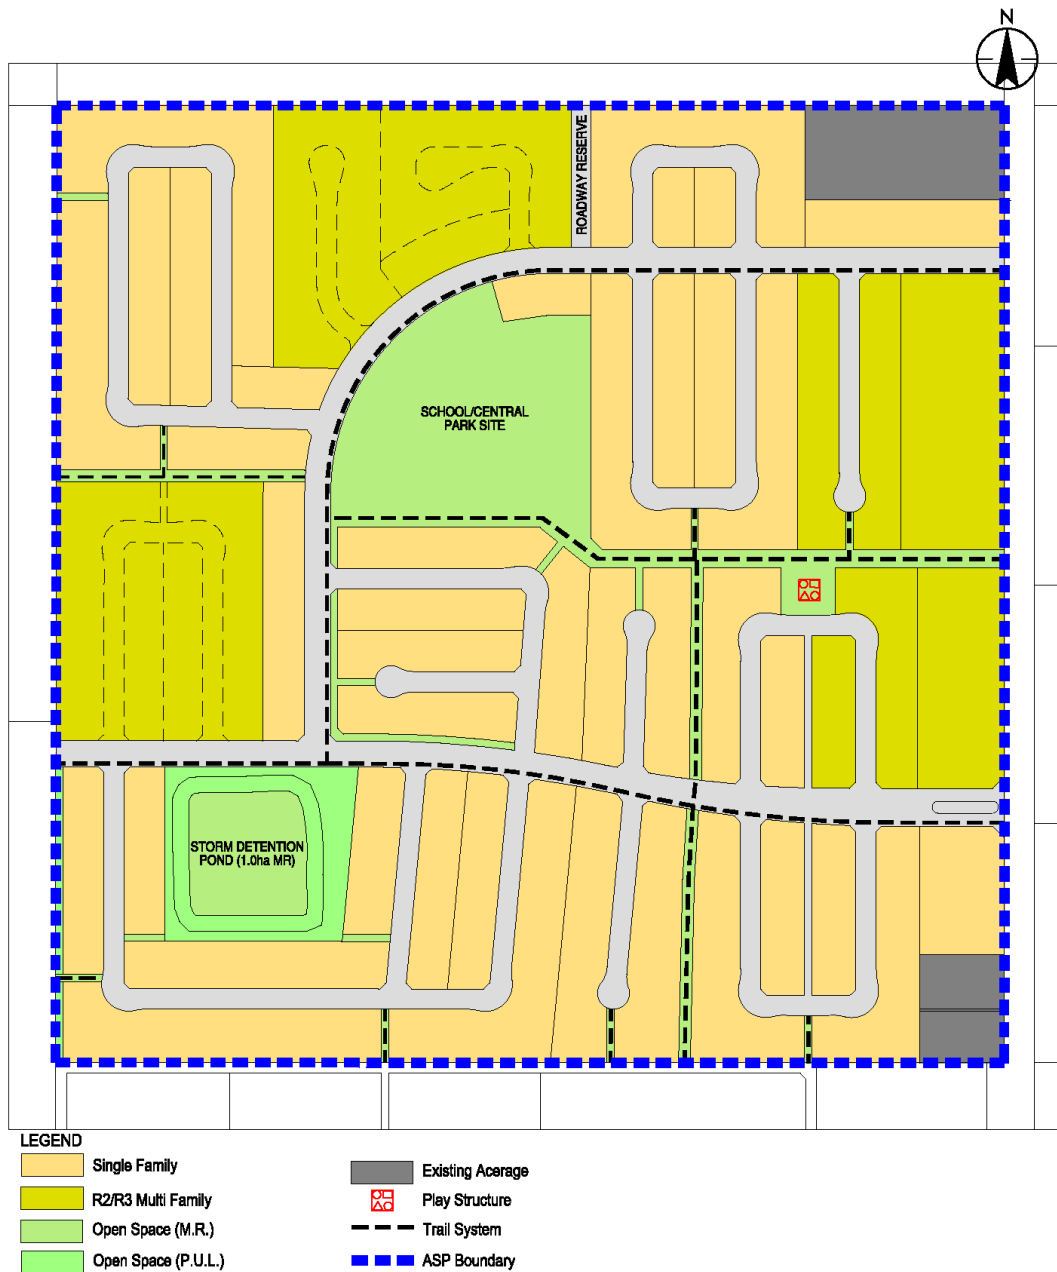 N
ROADWAY RESERVE
SCHOOL/CENTRAL
PARK SITE
STORM DETENTION
POND (1.0ha MR)
LEGEND
Single Family
R2/R3 Multi Family
Open Space (M.R.)
Open Space (P.U.L.)
Existing Acerage
Play Structure
Trail System
ASP Boundary